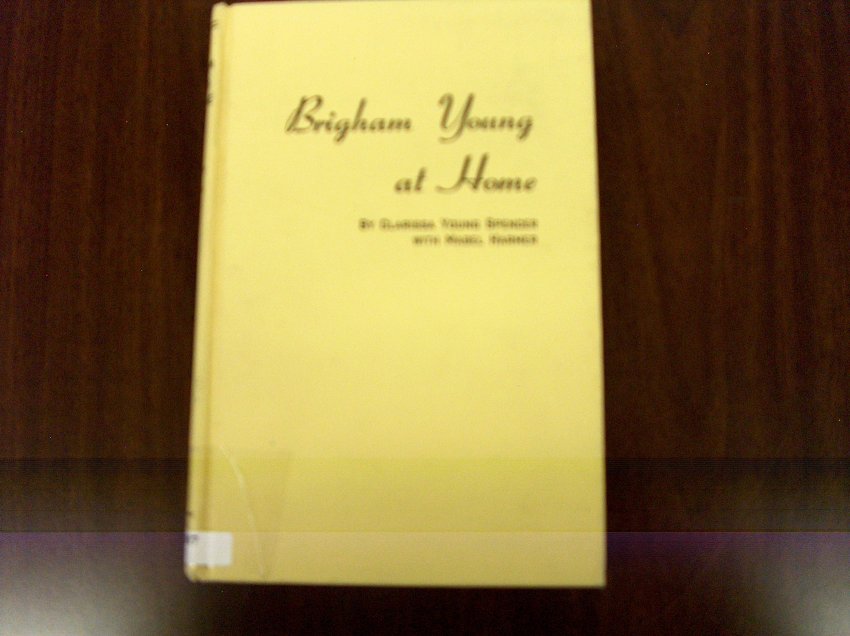 Brigham Young
at Home
BY CLARISSA YOUNG SPENCER
WITH MABEL HARMER